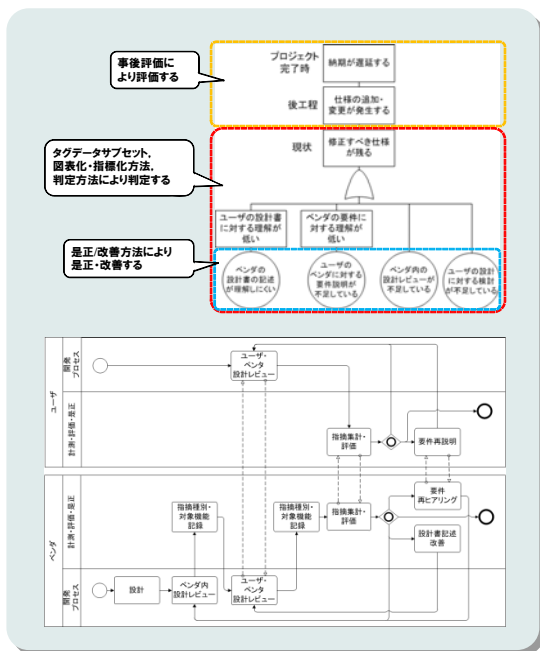 事後評価に
より評価する
プロジェクト
完了時
納期が遅延する
後工程
仕様の追加・
変更が発生する
タグデータサブセット,
図表化・指標化方法,
判定方法により判定する
現状
修正すべき仕様
が残る
ユーザの設計書
に対する理解が
低い
ベンダの要件に
対する理解が
低い
是正/改善方法により
是正・改善する
ベンダの
設計書の記述
が理解しにくい
ユーザの
ベンダに対する
要件説明が
不足している
ベンダ内の
設計レビューが
不足している
ユーザの設計
に対する検討
が不足している
ユーザ
開発
プロセス
ユーザ・
ベンダ
設計レビュー
計測・評価・是正
指摘集計・
評価
要件再説明
ベンダ
計測・評価・是正
指摘種別・
対象機能
記録
指摘種別・
対象機能
記録
指摘集計・
評価
要件
再ヒアリング
設計書記述
改善
開発
プロセス
設計
ベンダ内
設計レビュー
ユーザ・
ベンダ
設計レビュー